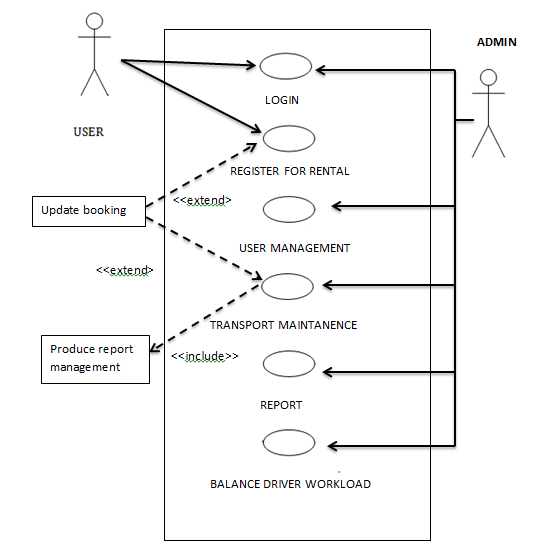 ADMIN
USER
LOGIN
REGISTER FOR RENTAL
Update booking
<<extend>
USER MANAGEMENT
<<extend>
TRANSPORT MAINTANENCE
Produce report
management
<<include>>
REPORT
BALANCE DRIVER WORKLOAD